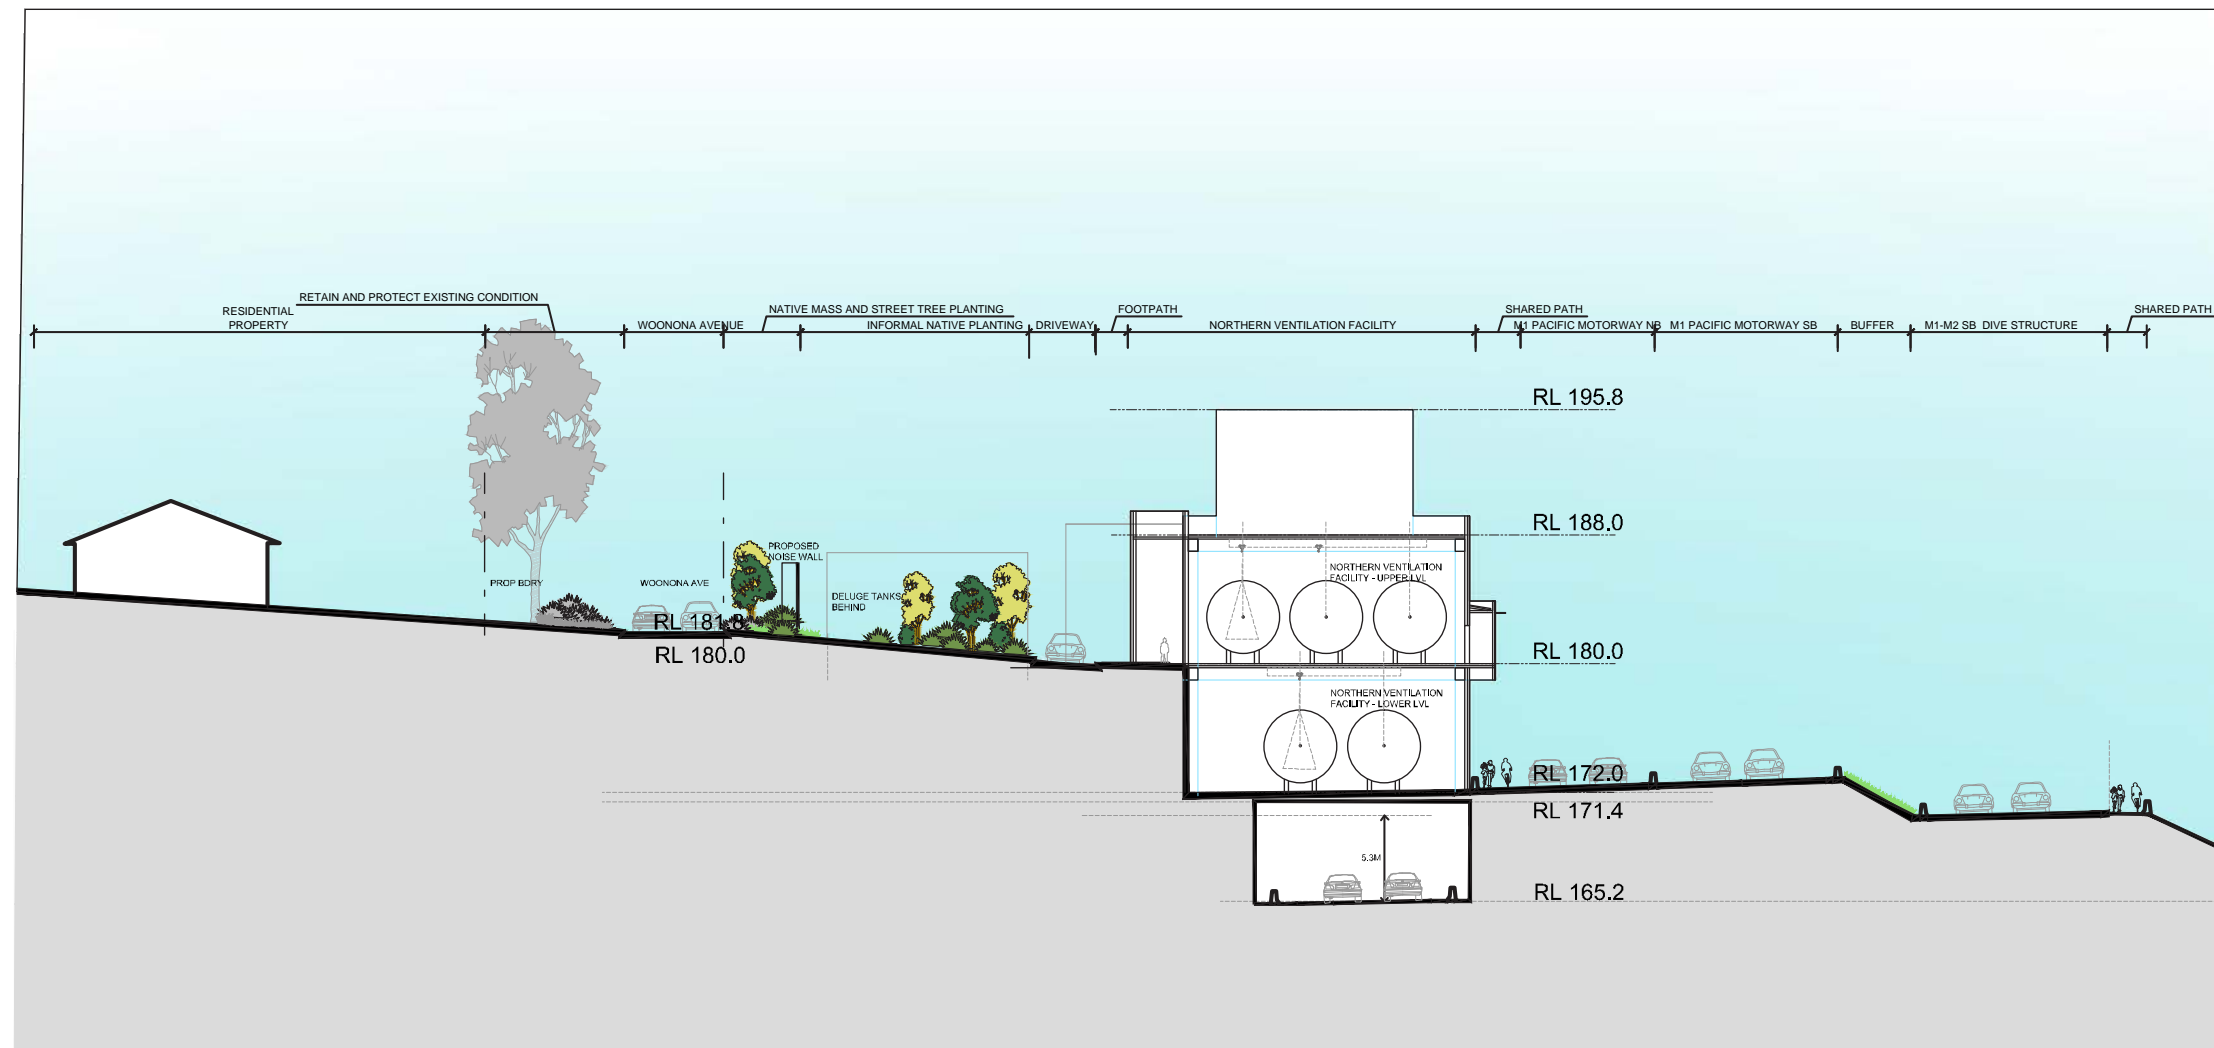 RETAIN AND PROTECT EXISTING CONDITION
RESIDENTIAL
PROPERTY
WOONONA AVENUE
NATIVE MASS AND STREET TREE PLANTING
INFORMAL NATIVE PLANTING
DRIVEWAY
FOOTPATH
NORTHERN VENTILATION FACILITY
SHARED PATH
M1 PACIFIC MOTORWAY NB
M1 PACIFIC MOTORWAY SB
BUFFER
M1-M2 SB DIVE STRUCTURE
SHARED PATH
RL 195.8
RL 188.0
PROPOSED
NOISE WALL
PROP BDRY
WOONONA AVE
DELUGE TANKS
BEHIND
NORTHERN VENTILATION
FACILITY - UPPER LVL
RL 181.8
RL 180.0
RL 180.0
NORTHERN VENTILATION
FACILITY - LOWER LVL
RL 172.0
RL 171.4
5.3M
RL 165.2